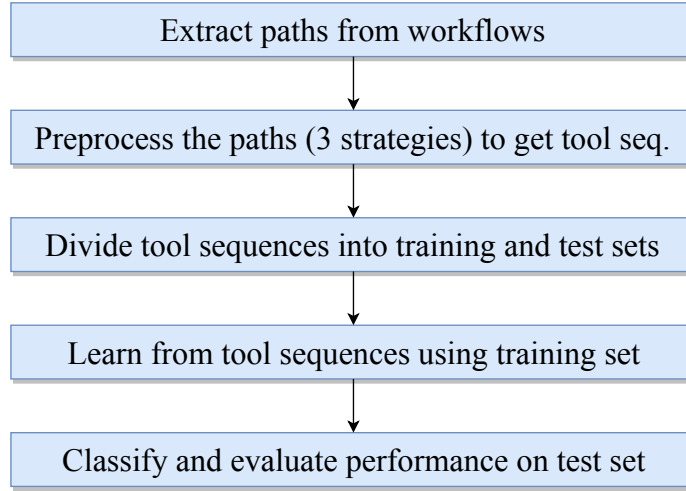 Extract paths from workflows
Preprocess the paths (3 strategies) to get tool seq.
Divide tool sequences into training and test sets
Learn from tool sequences using training set
Classify and evaluate performance on test set